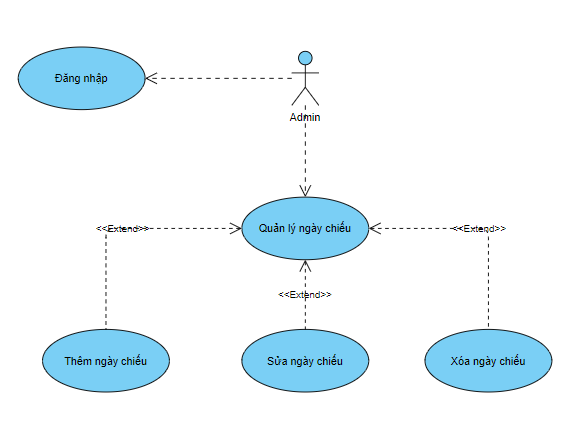 Đăng nhập
Admin
<<Extend>>
Quản lý ngày chiếu
<<Extend>>
<<Extend>>
Thêm ngày chiếu
Sửa ngày chiếu
Xóa ngày chiếu